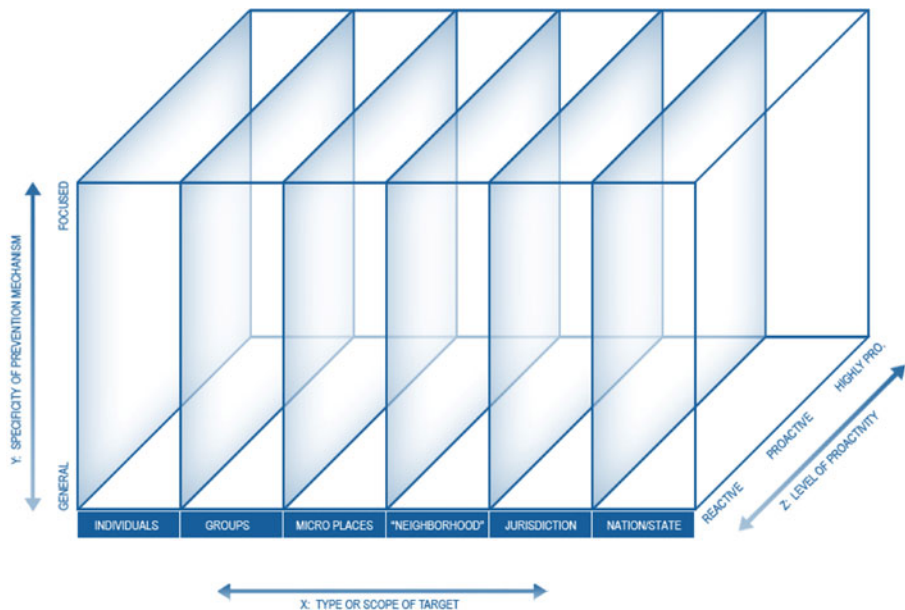 FOCUSED
Y: SPECIFICITY OF PREVENTION MECHANISM
GENERAL
HIGHLY PRO.
PROACTIVE
REACTIVE
Z: LEVEL OF PROACTIVITY
INDIVIDUALS
GROUPS
MICRO PLACES
"NEIGHBORHOOD"
JURISDICTION
NATION/STATE
X: TYPE OR SCOPE OF TARGET